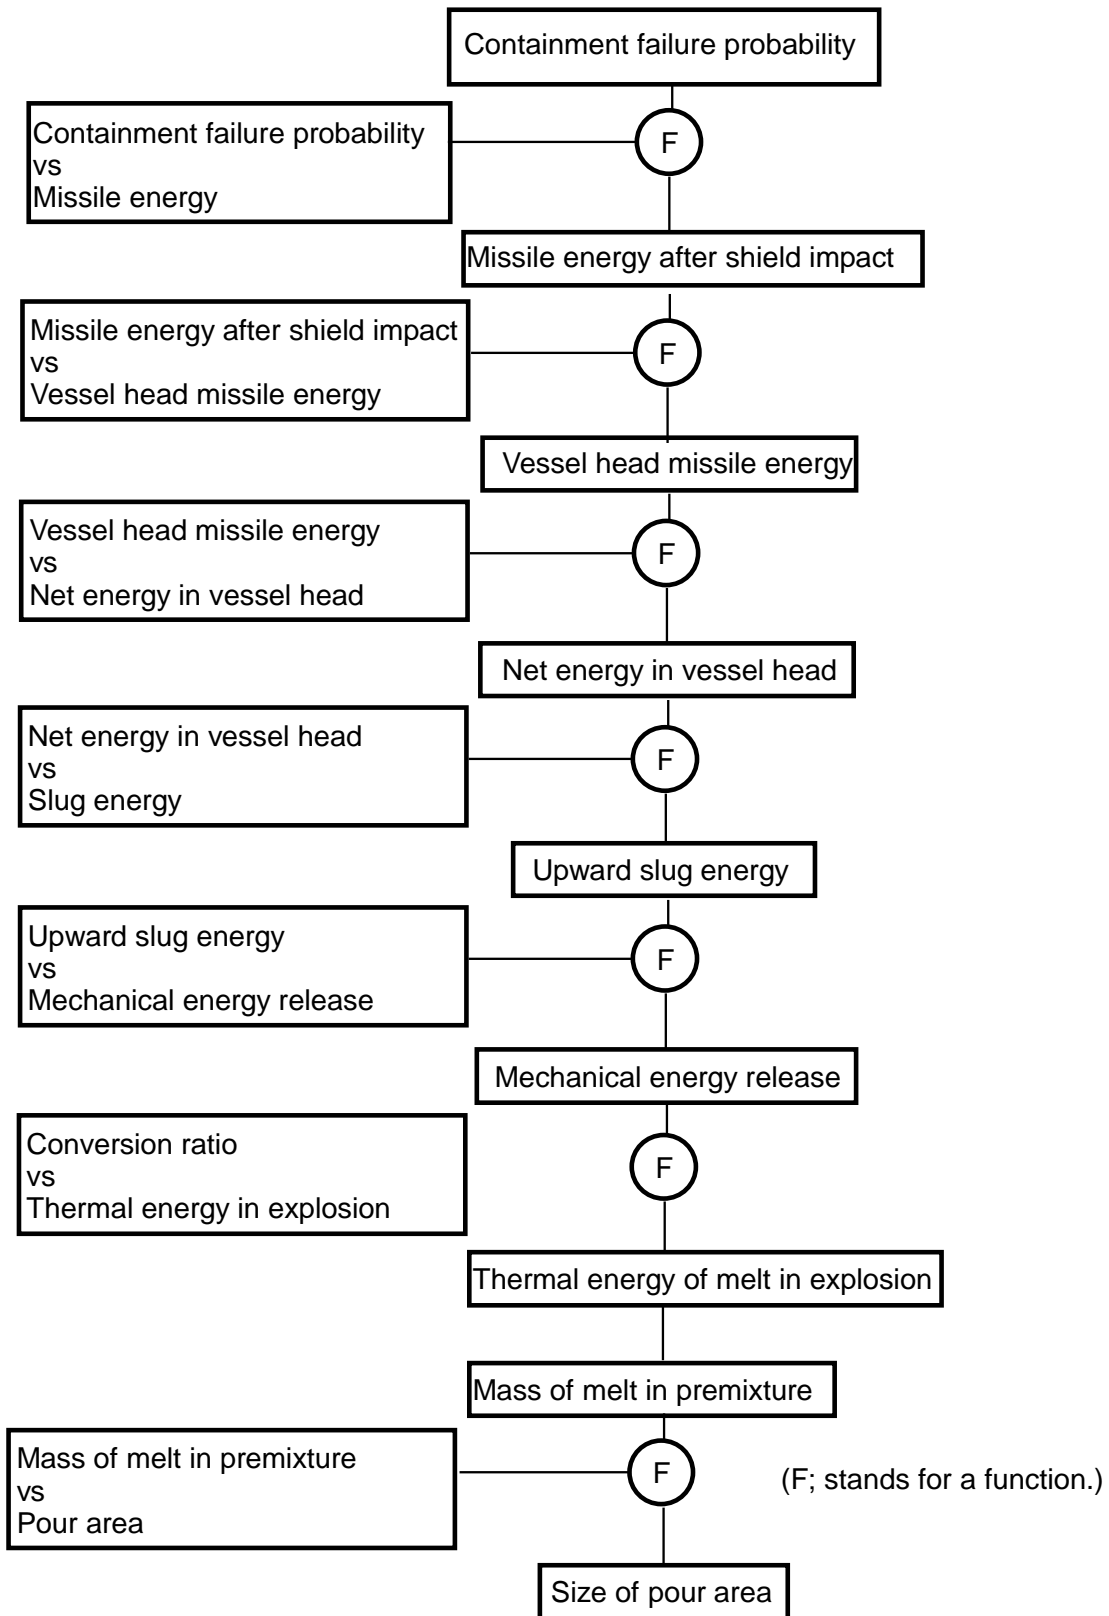 Containment failure probability
Containment failure probability
vs
Missile energy
F
Missile energy after shield impact
Missile energy after shield impact
vs
Vessel head missile energy
F
Vessel head missile energy
Vessel head missile energy
vs
Net energy in vessel head
F
Net energy in vessel head
Net energy in vessel head
vs
Slug energy
F
Upward slug energy
Upward slug energy
vs
Mechanical energy release
F
Mechanical energy release
Conversion ratio
vs
Thermal energy in explosion
F
Thermal energy of melt in explosion
Mass of melt in premixture
Mass of melt in premixture
vs
Pour area
F
(F; stands for a function.)
Size of pour area